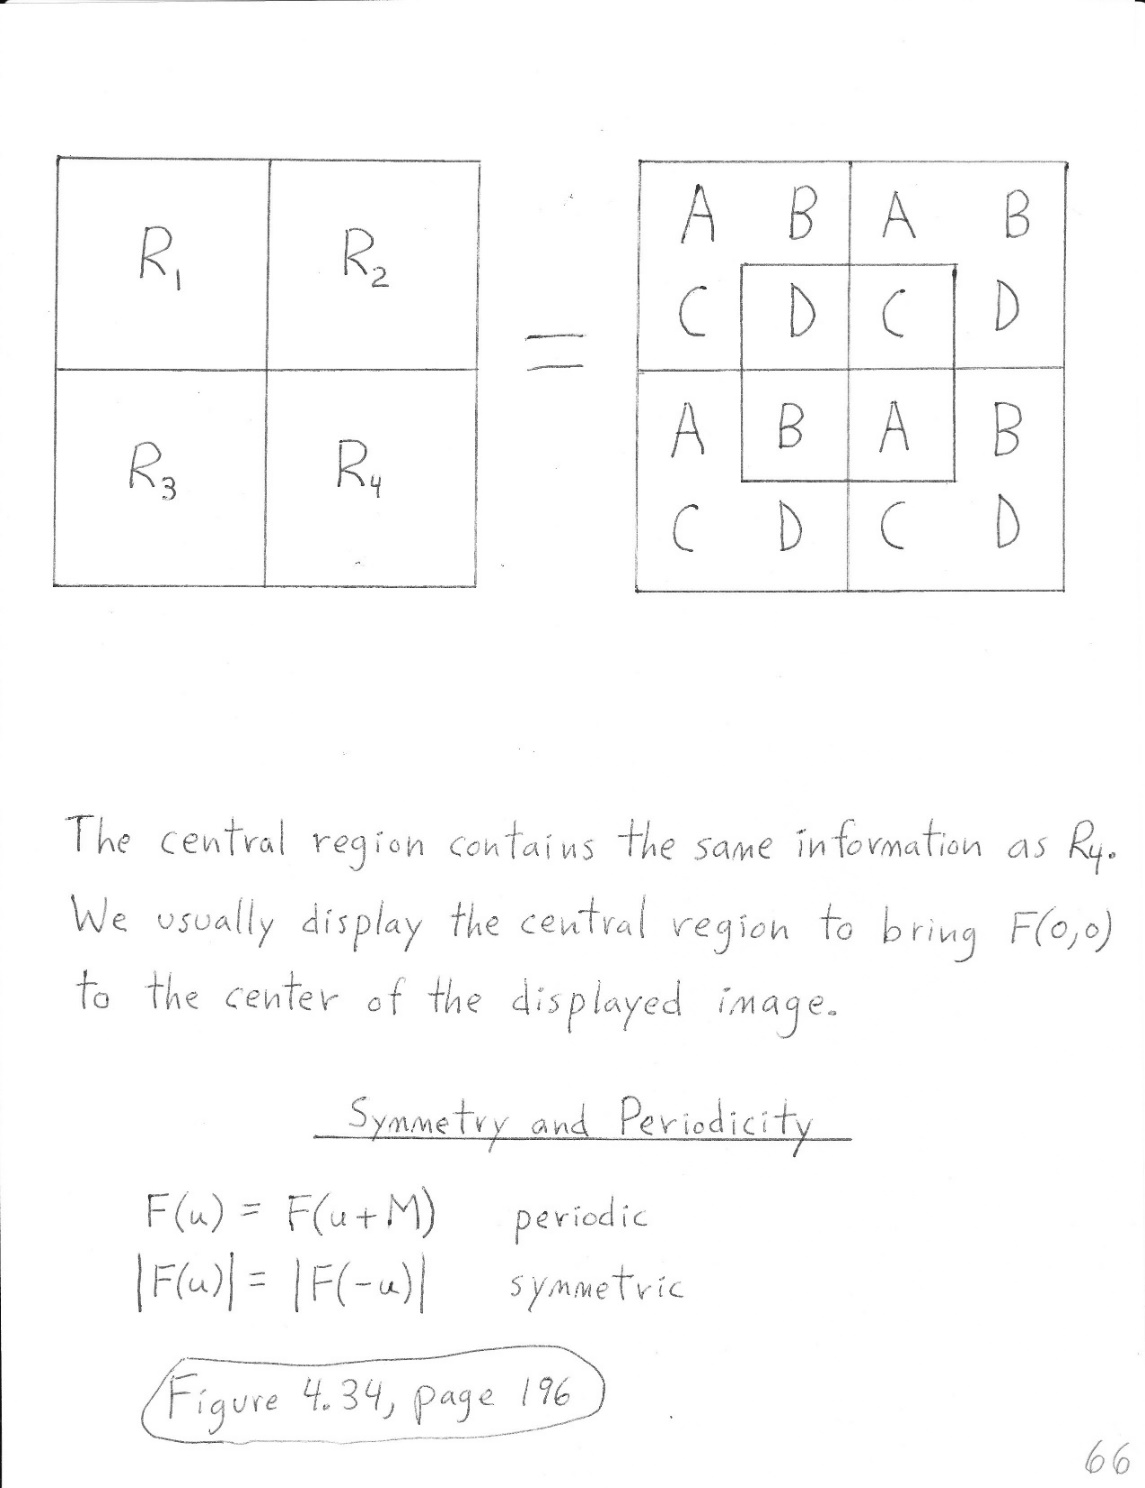 R₁ R₂
R₃ R₄
=
A B A B
C D C D
A B A B
C D C D
The central region contains the same information as R₄.
We usually display the central region to bring F(0,0)
to the center of the displayed image.
Symmetry and Periodicity
F(u) = F(u+M) periodic
|F(u)| = |F(-u)| symmetric
Figure 4.34, page 196
66